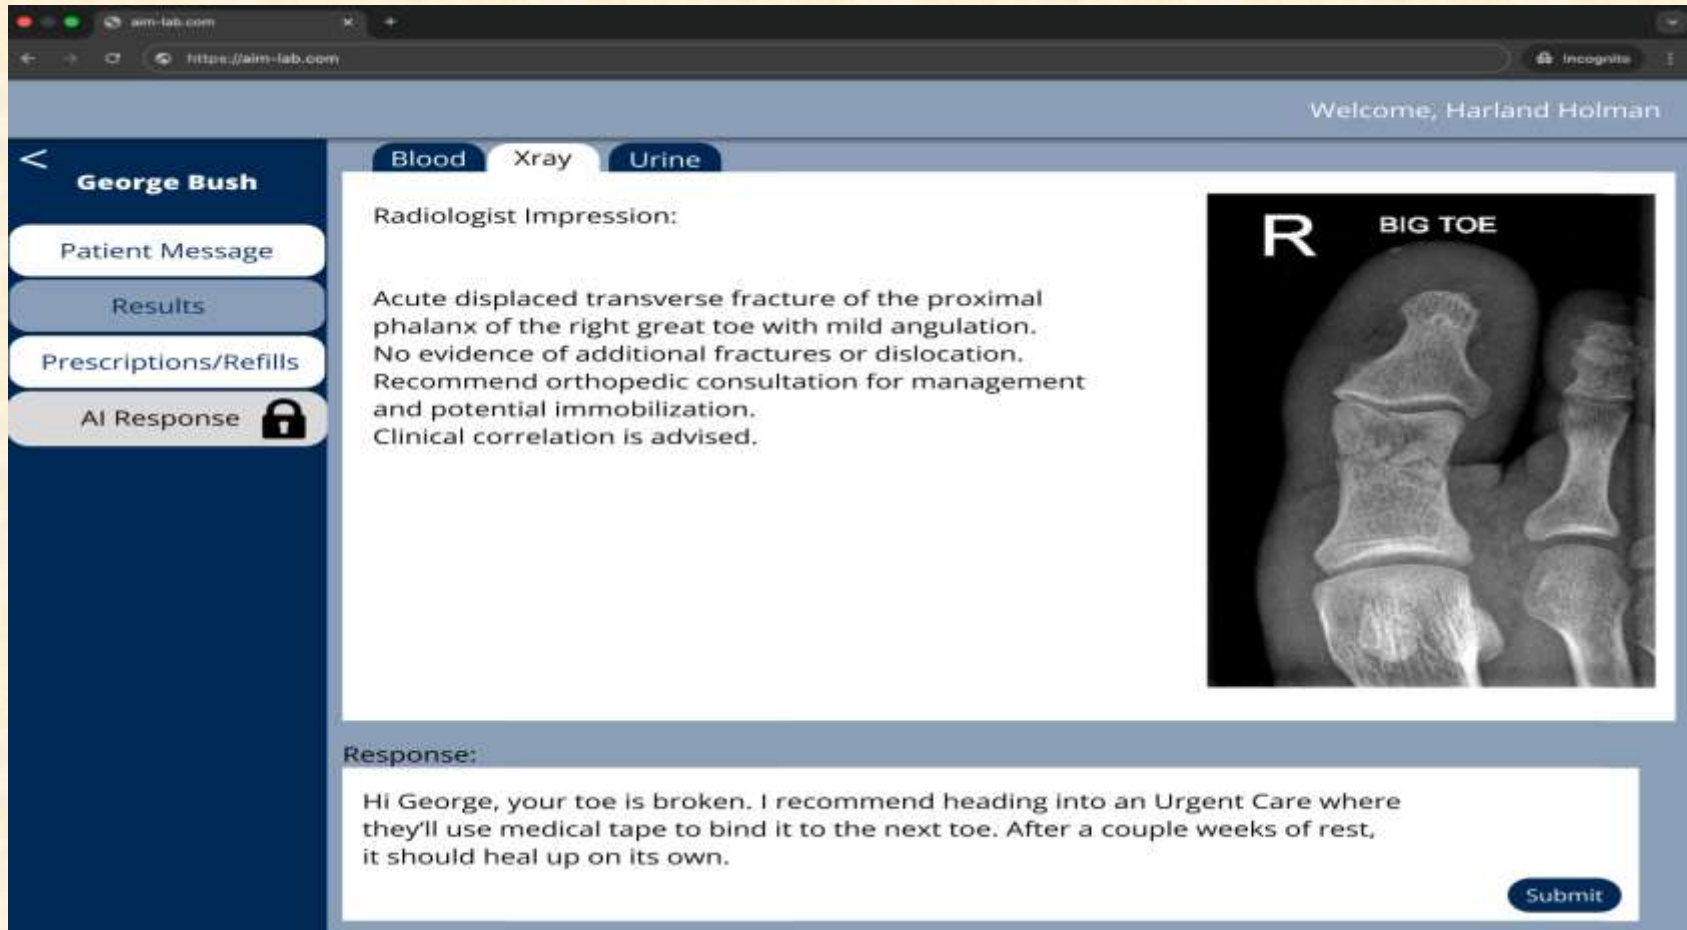 aim-lab.com
https://aim-lab.com
Incognito
Welcome, Harland Holman
<
George Bush
Patient Message
Results
Prescriptions/Refills
AI Response
Blood
Xray
Urine
Radiologist Impression:
Acute displaced transverse fracture of the proximal
phalanx of the right great toe with mild angulation.
No evidence of additional fractures or dislocation.
Recommend orthopedic consultation for management
and potential immobilization.
Clinical correlation is advised.
R
BIG TOE
Response:
Hi George, your toe is broken. I recommend heading into an Urgent Care where
they’ll use medical tape to bind it to the next toe. After a couple weeks of rest,
it should heal up on its own.
Submit